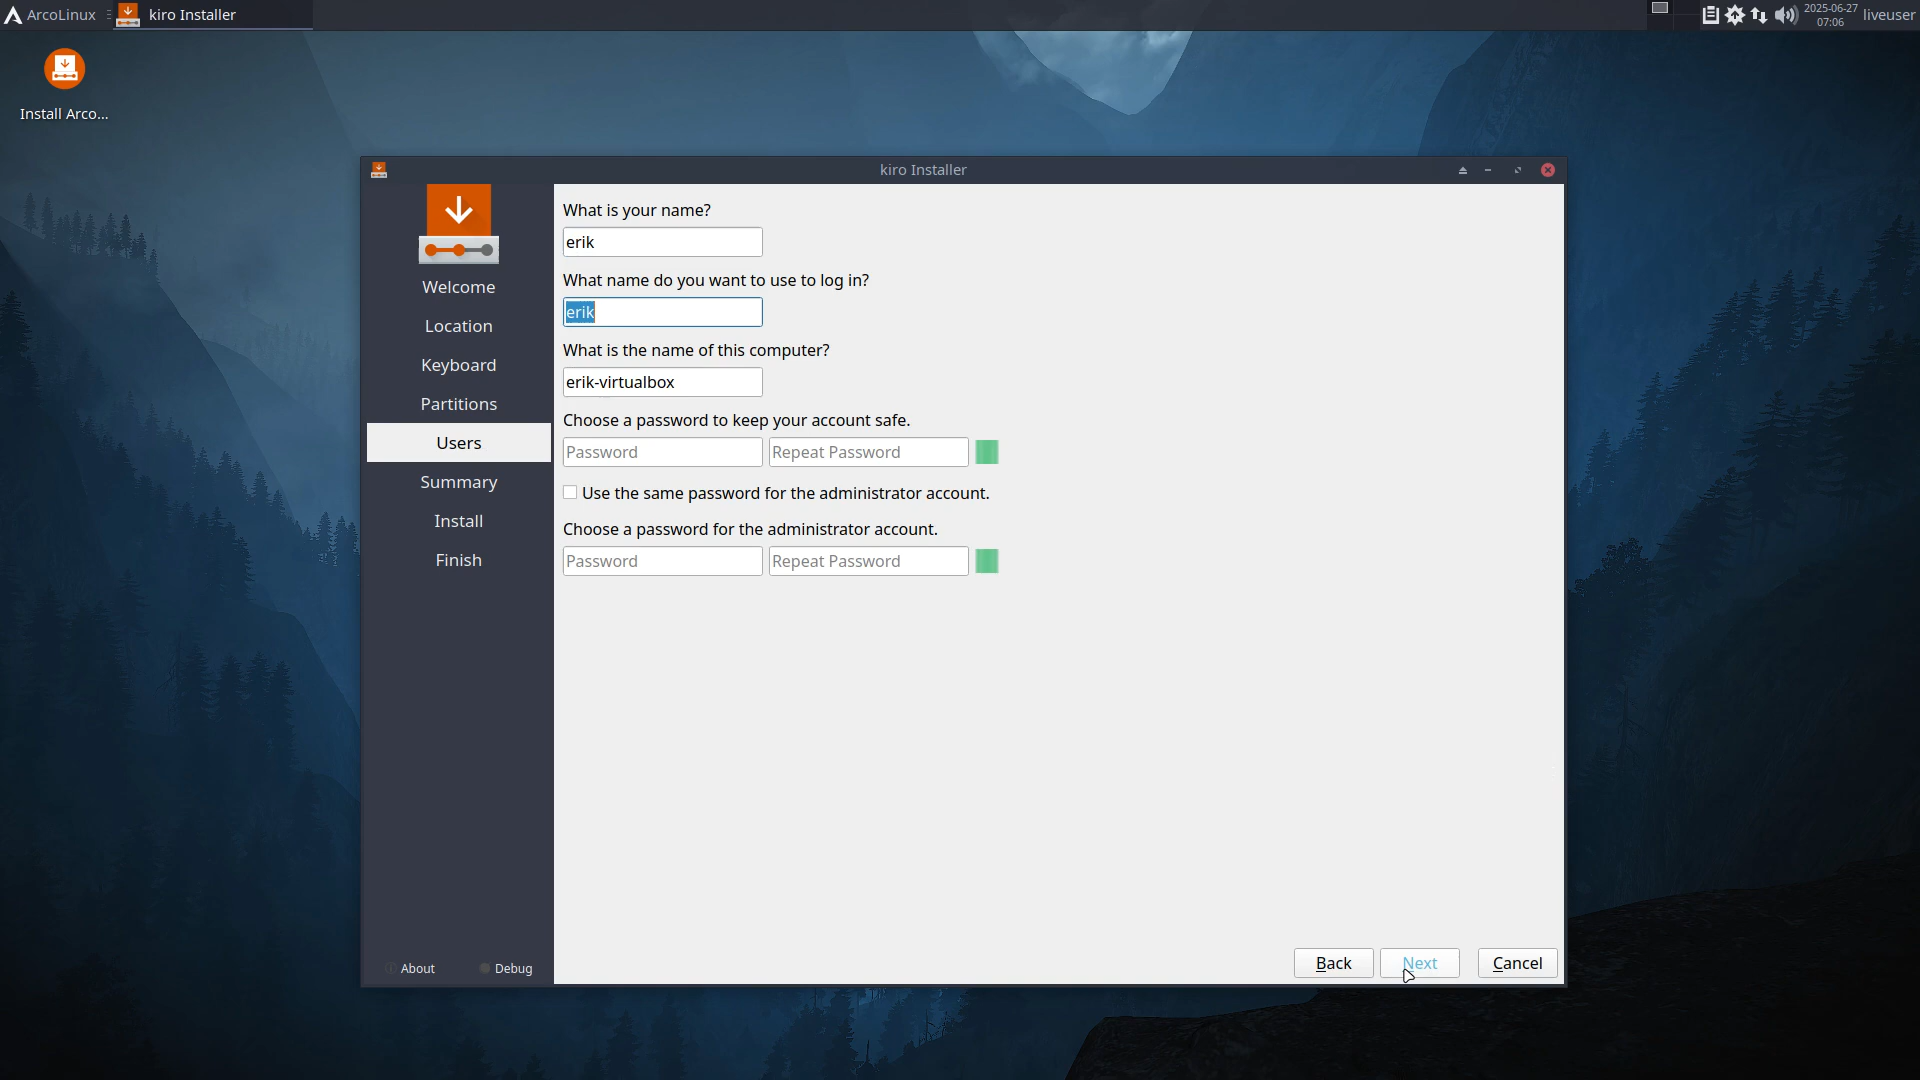 ArcoLinux
kiro Installer
2025-06-27
07:06
liveuser
Install Arco...
kiro Installer
Welcome
Location
Keyboard
Partitions
Users
Summary
Install
Finish
About
Debug
What is your name?
erik
What name do you want to use to log in?
erik
What is the name of this computer?
erik-virtualbox
Choose a password to keep your account safe.
Password Repeat Password
Use the same password for the administrator account.
Choose a password for the administrator account.
Password Repeat Password
Back Next Cancel